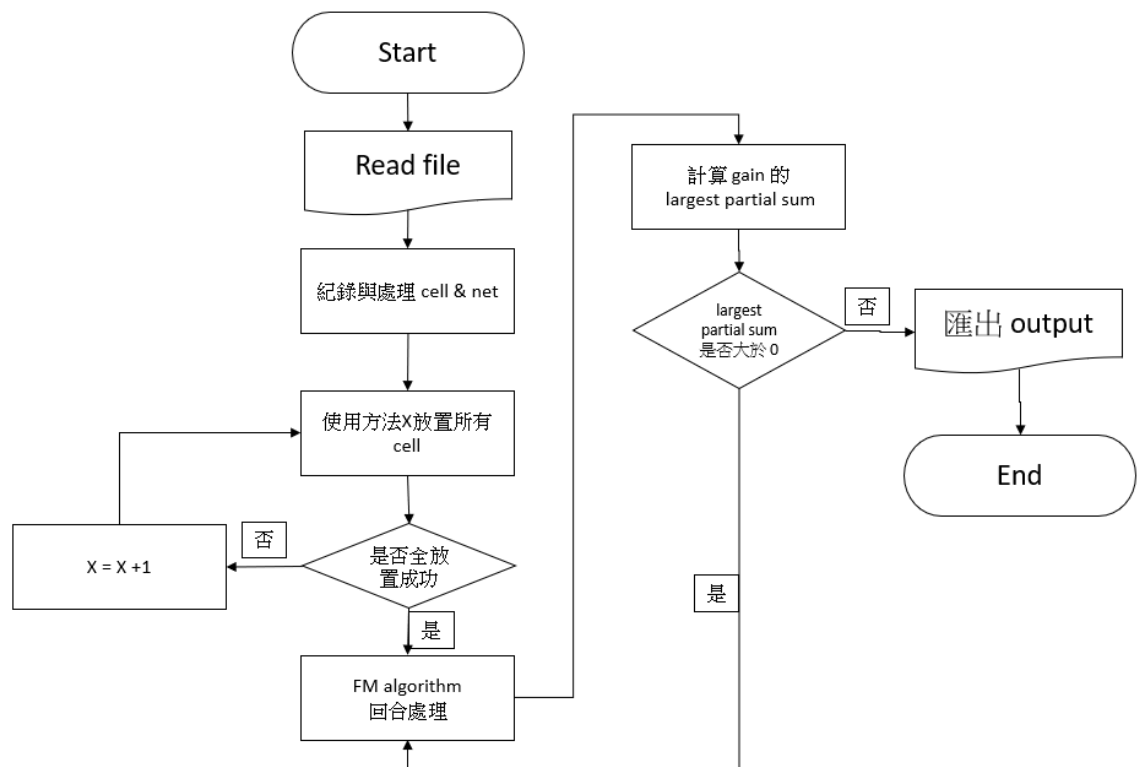 Start
Read file
紀錄與處理 cell & net
使用方法X放置所有
cell
是否全放
置成功
否
X = X +1
是
FM algorithm
回合處理
計算 gain 的
largest partial sum
largest
partial sum
是否大於 0
否
匯出 output
End
是